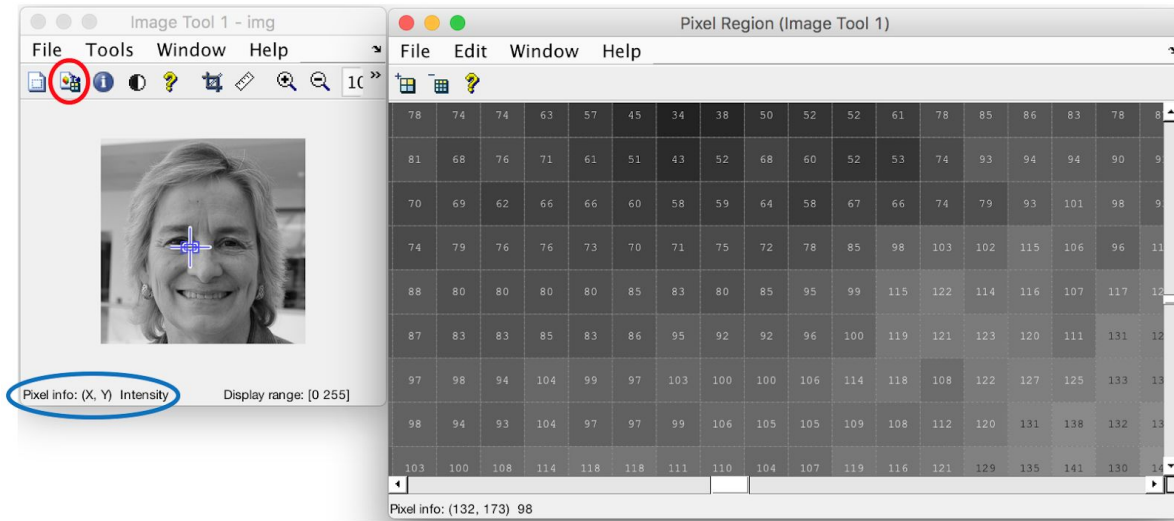 Image Tool 1 - img
File Tools Window Help
10 »
Pixel info: (X, Y) Intensity
Display range: [0 255]
Pixel Region (Image Tool 1)
File Edit Window Help
78 74 74 63 57 45 34 38 50 52 52 61 78 85 86 83 78
81 68 76 71 61 51 43 52 68 60 52 53 74 93 94 94 90
70 69 62 66 66 60 58 59 64 58 67 66 74 79 93 101 98
74 79 76 76 73 70 71 75 72 78 85 98 103 102 115 106 96
88 80 80 80 80 85 83 80 85 95 99 115 122 114 116 107 117
87 83 83 85 83 86 95 92 92 96 100 119 121 123 120 111 131
97 98 94 104 99 97 103 100 100 106 114 118 108 122 127 125 133
98 94 93 104 97 97 99 106 105 105 109 108 112 120 131 138 132
103 100 108 114 118 118 111 110 104 107 119 116 121 129 135 141 130
Pixel info: (132, 173) 98